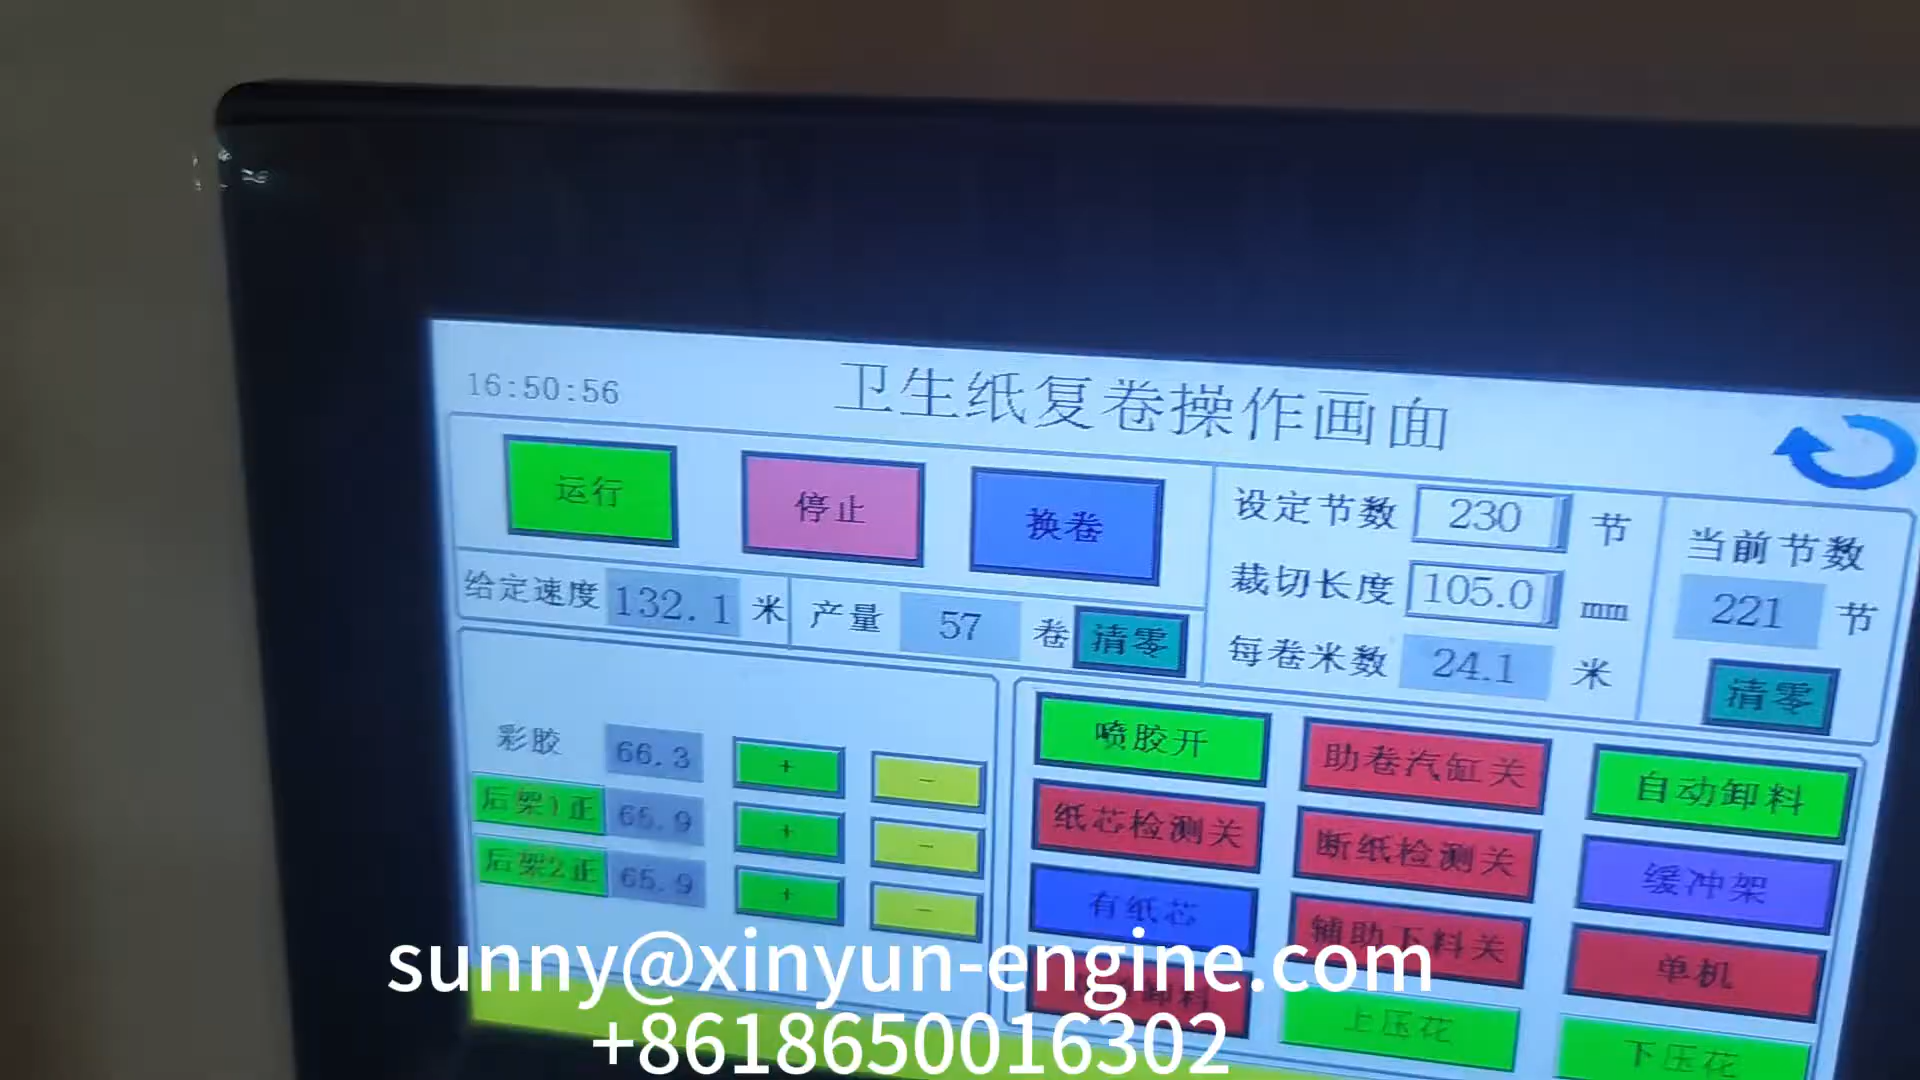 16:50:56
卫生纸复卷操作画面
运行
停止
换卷
设定节数 230 节
裁切长度 105.0 mm
每卷米数 24.1 米
当前节数
221 节
清零
给定速度 132.1 米
产量 57 卷 清零
彩胶 66.3 + -
后架1正 65.9 + -
后架2正 65.9 + -
喷胶开
助卷汽缸关
自动卸料
纸芯检测关
断纸检测关
缓冲架
有纸芯
辅助下料关
单机
卸料
上压花
下压花
sunny@xinyun-engine.com
+8618650016302